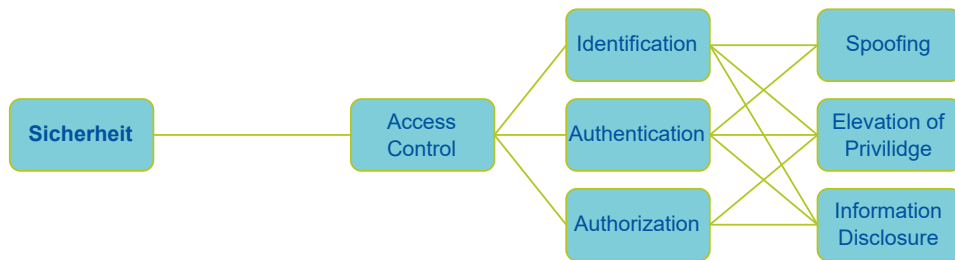 Sicherheit
Access
Control
Identification
Authentication
Authorization
Spoofing
Elevation of
Privilidge
Information
Disclosure